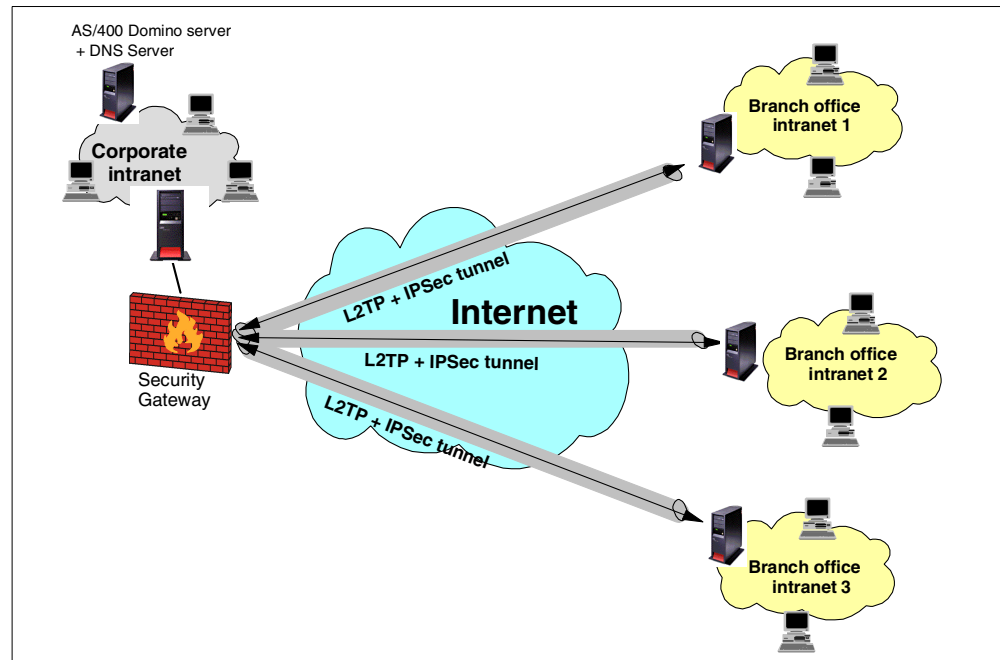 AS/400 Domino server
+ DNS Server
Corporate
intranet
Security
Gateway
Internet
L2TP + IPSec tunnel
L2TP + IPSec tunnel
L2TP + IPSec tunnel
Branch office
intranet 1
Branch office
intranet 2
Branch office
intranet 3